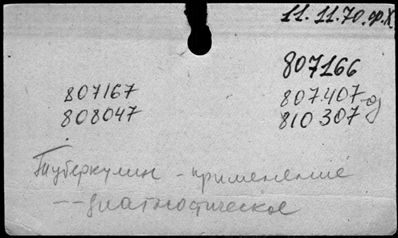 11.11.70.
807166
807167 807407
808047 810307
Туберкулин - применение
-- диагностическое